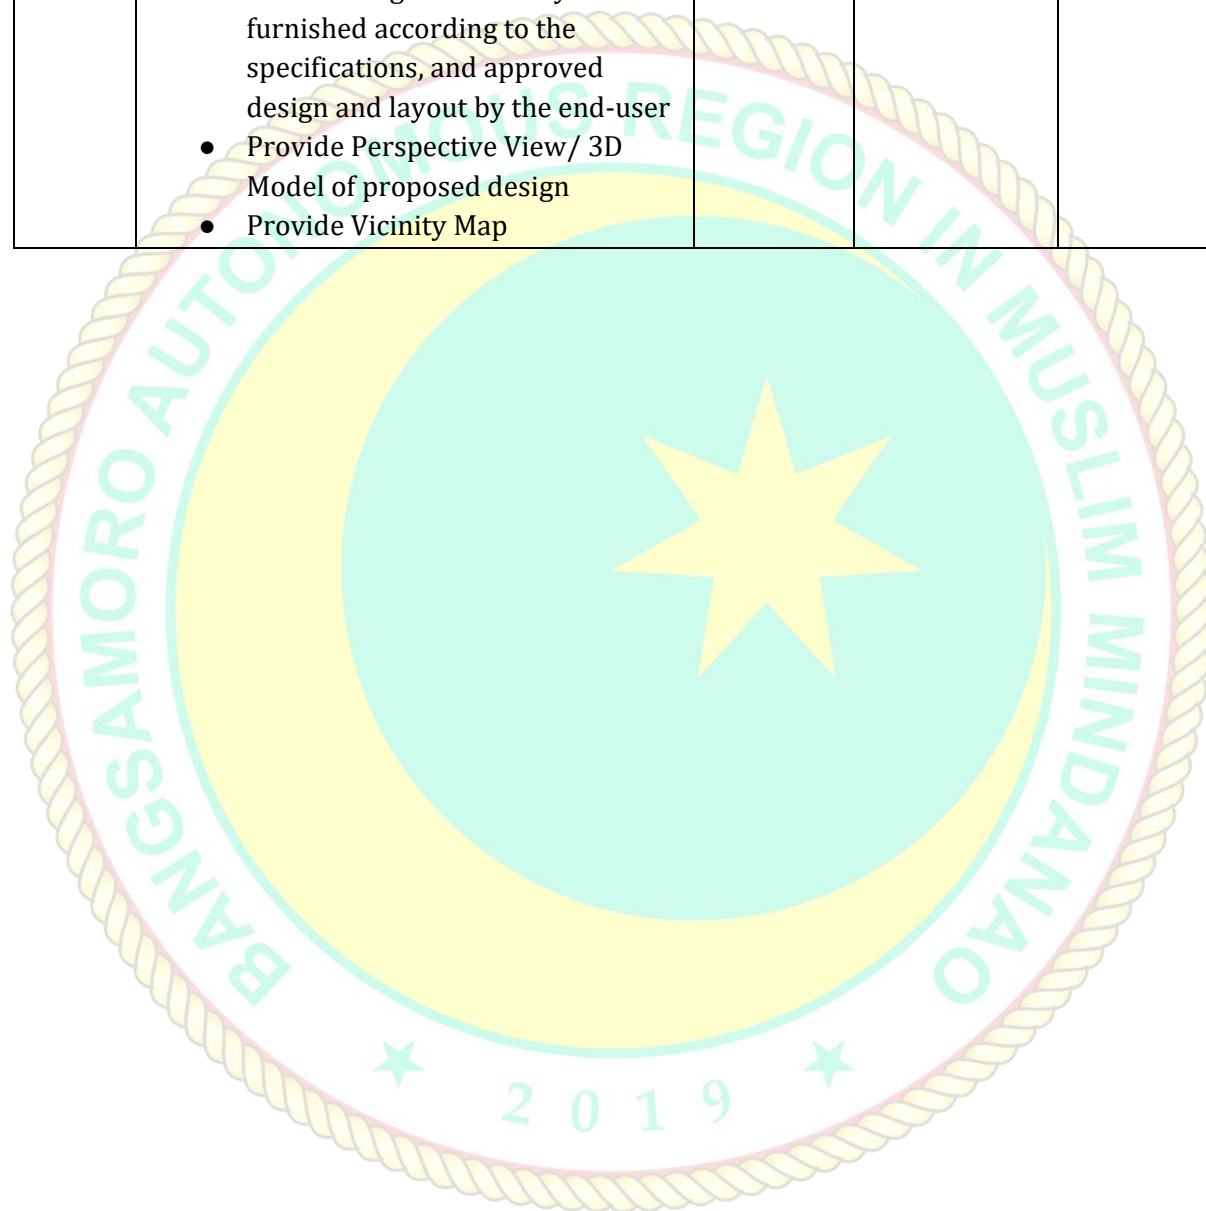 furnished according to the
specifications, and approved
design and layout by the end-user
● Provide Perspective View/ 3D
Model of proposed design
● Provide Vicinity Map
BANGSAMORO AUTONOMOUS REGION IN MUSLIM MINDANAO
2019